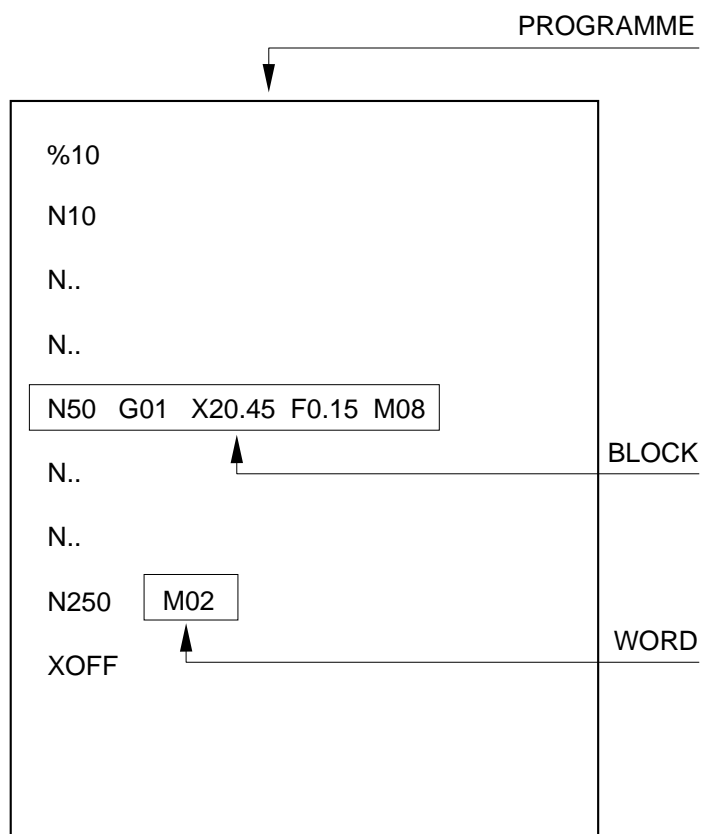 PROGRAMME
%10
N10
N..
N..
N50 G01 X20.45 F0.15 M08
BLOCK
N..
N..
N250 M02
WORD
XOFF